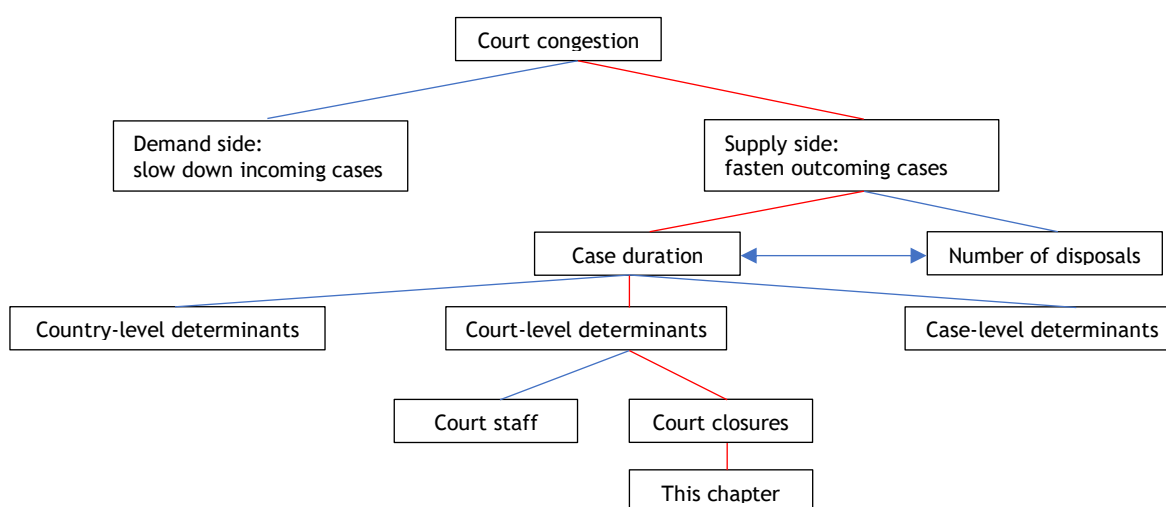 Court congestion
Demand side:
slow down incoming cases
Supply side:
fasten outcoming cases
Case duration
Number of disposals
Country-level determinants
Court-level determinants
Case-level determinants
Court staff
Court closures
This chapter